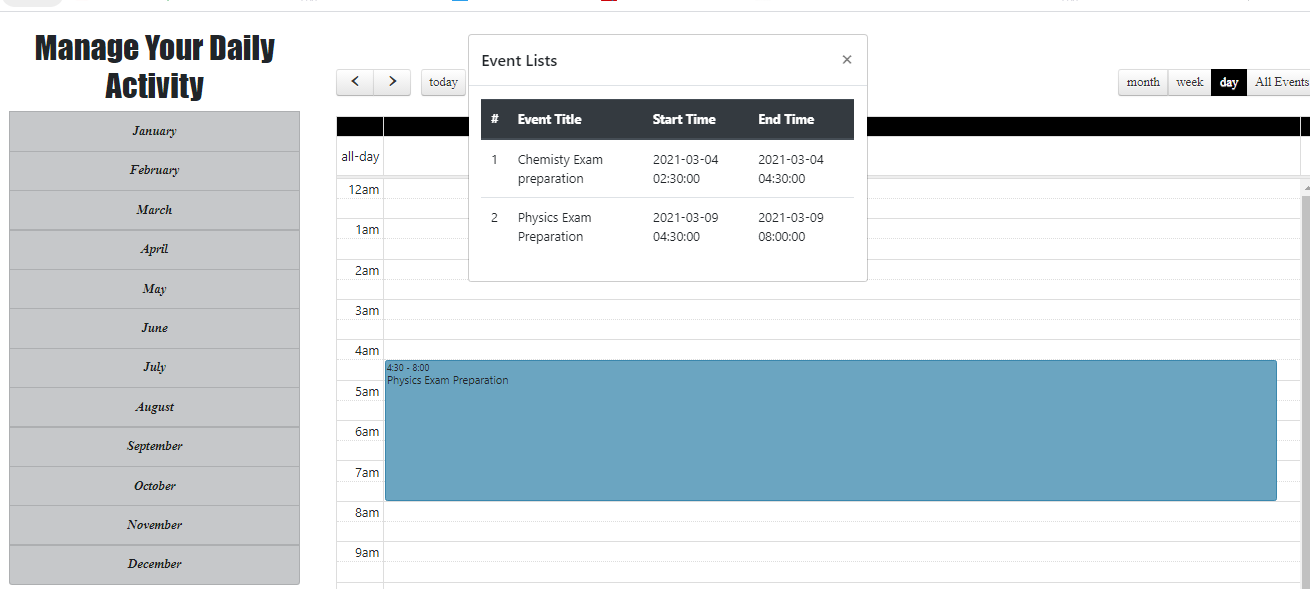 Manage Your Daily
Activity
January
February
March
April
May
June
July
August
September
October
November
December
today
month week day All Events
Event Lists ×
# Event Title Start Time End Time
1 Chemisty Exam preparation 2021-03-04 02:30:00 2021-03-04 04:30:00
2 Physics Exam Preparation 2021-03-09 04:30:00 2021-03-09 08:00:00
all-day
12am
1am
2am
3am
4am
4:30 - 8:00
Physics Exam Preparation
5am
6am
7am
8am
9am